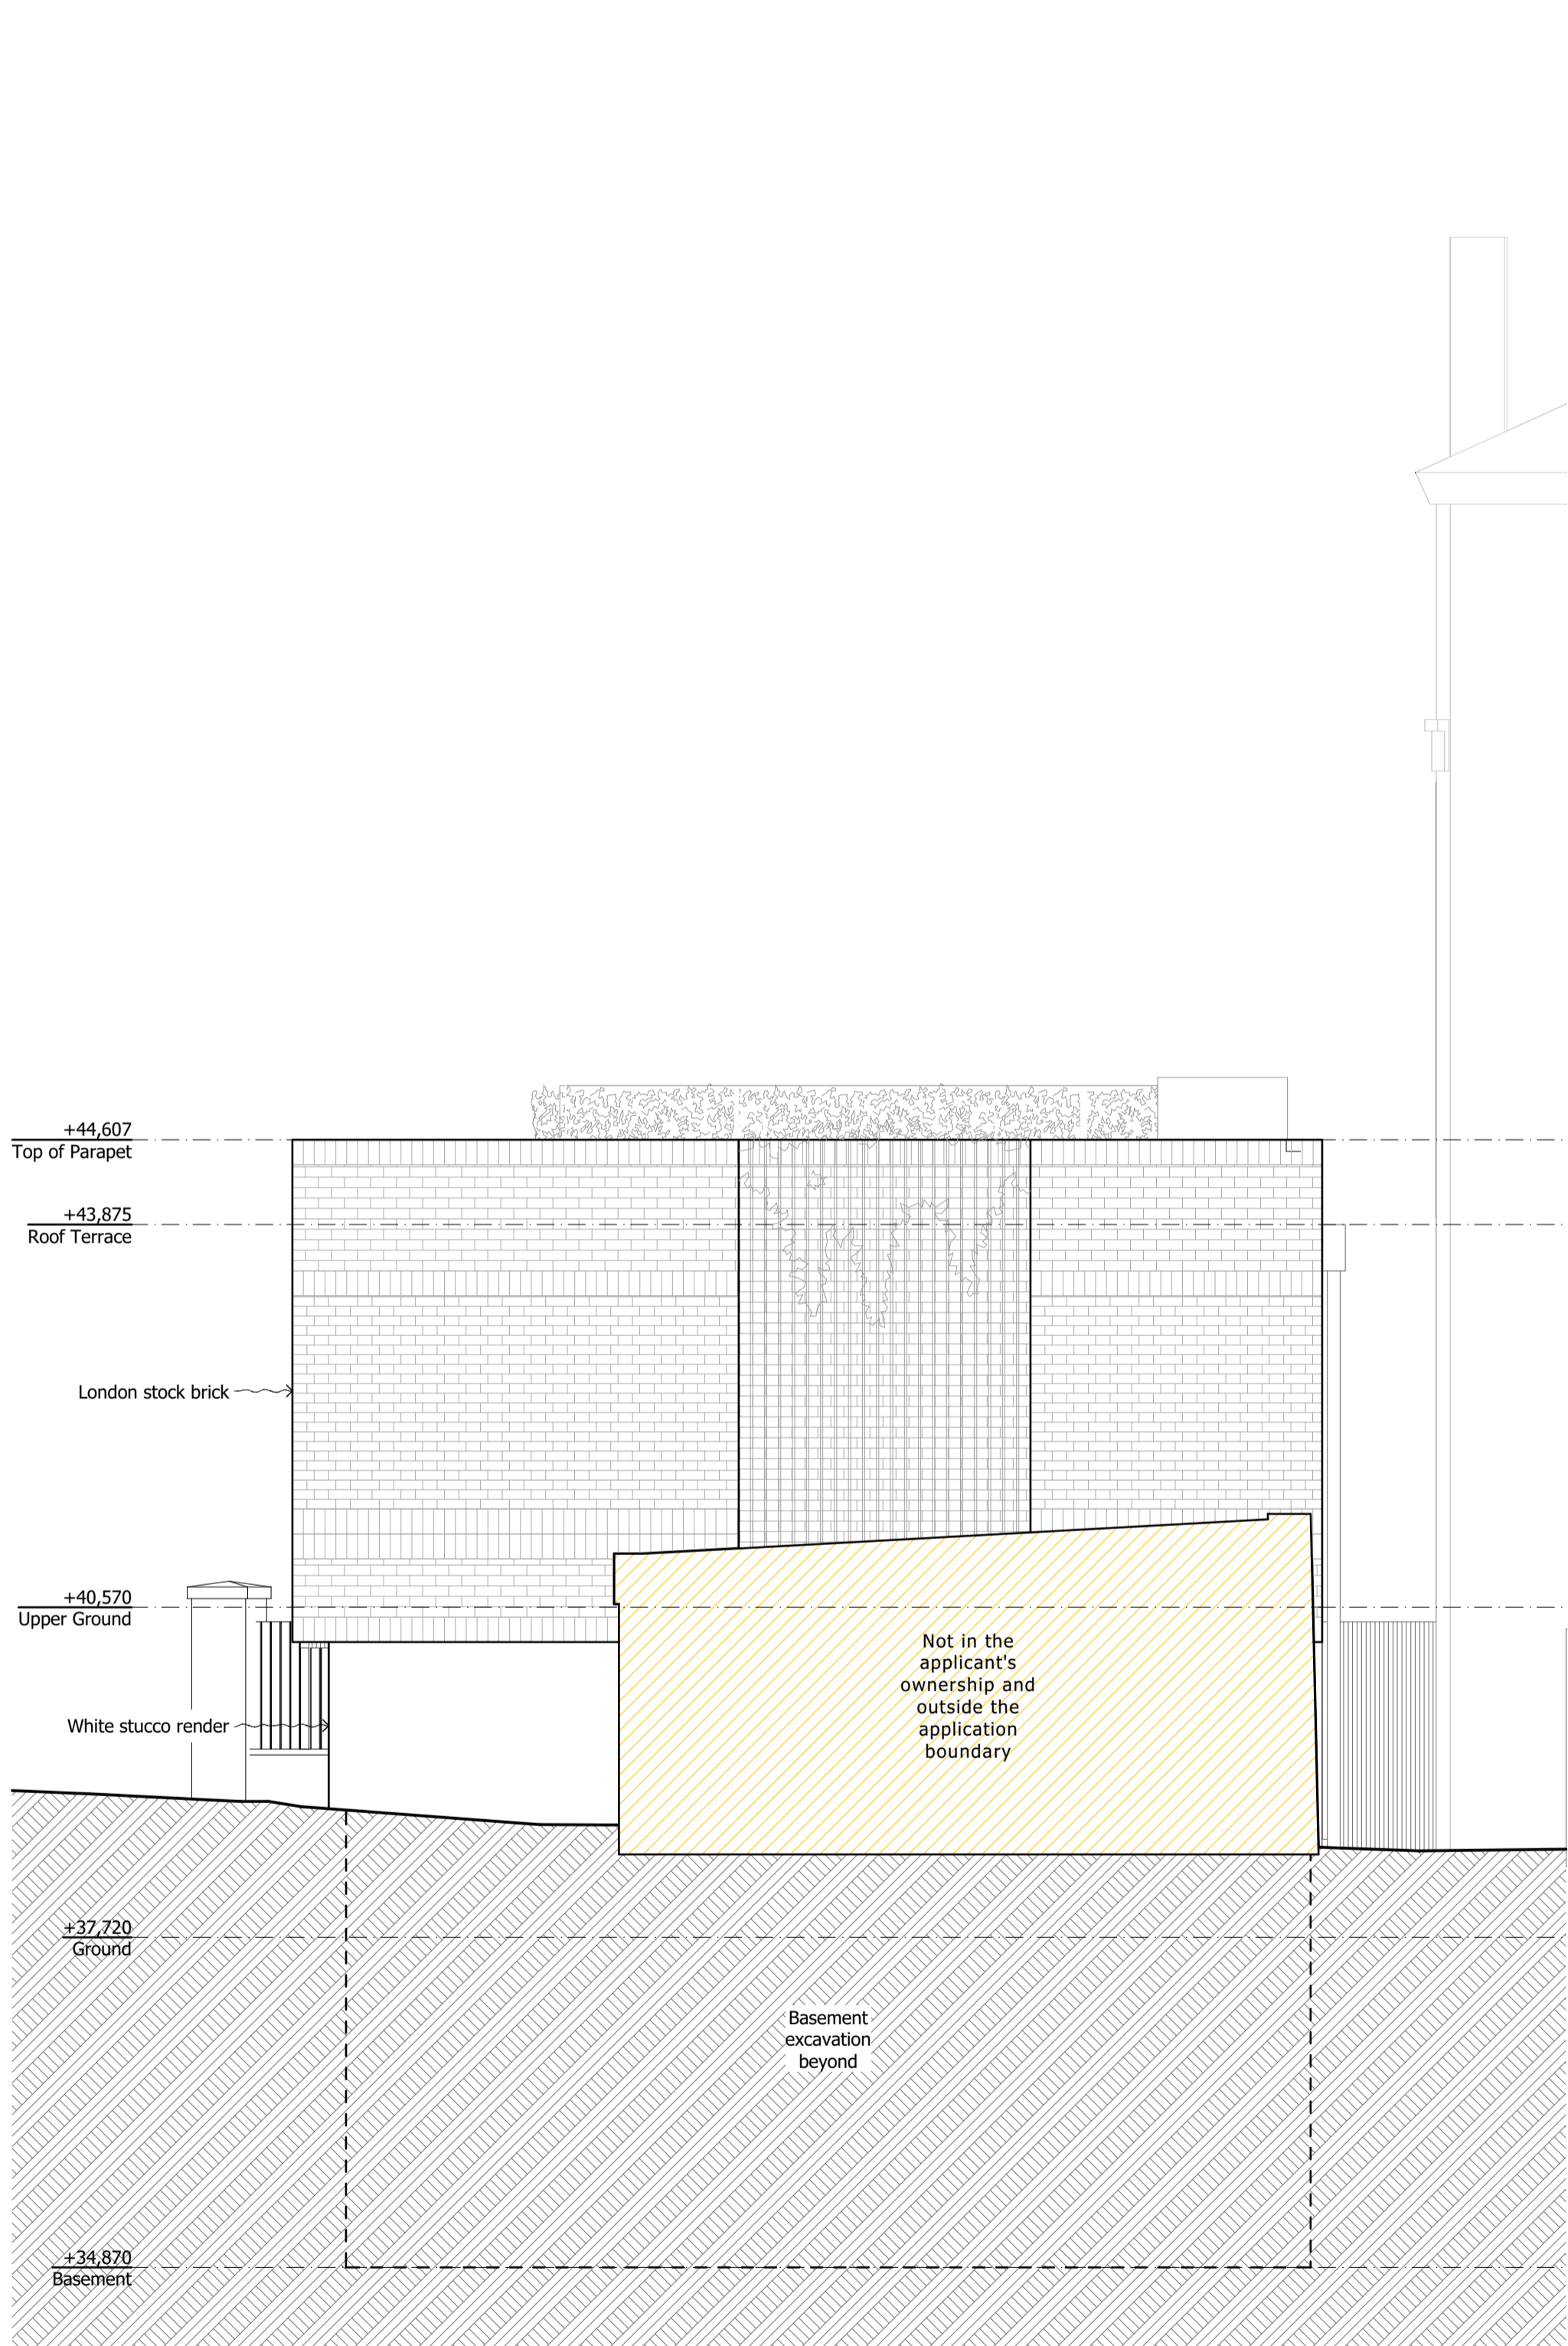 +44,607
Top of Parapet
+43,875
Roof Terrace
London stock brick
+40,570
Upper Ground
Not in the
applicant's
ownership and
outside the
application
boundary
White stucco render
+37,720
Ground
Basement
excavation
beyond
+34,870
Basement